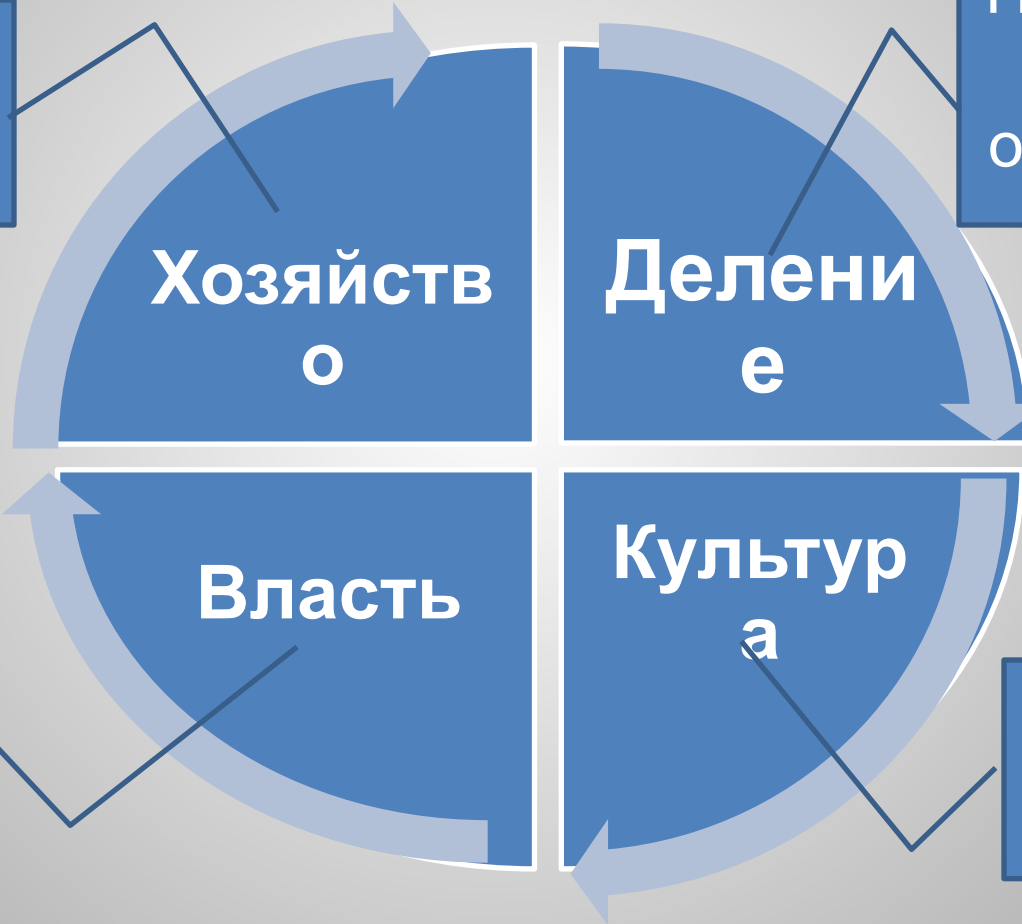 Хозяйств
о
Делени
е
Власть
Культур
а